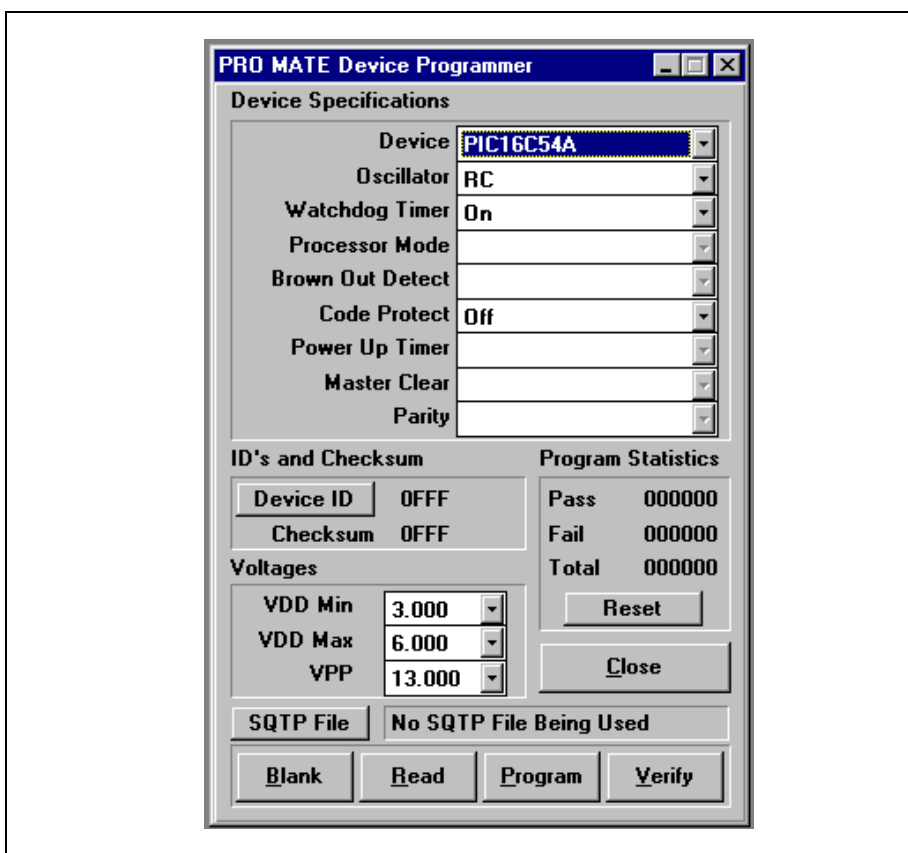 PRO MATE Device Programmer
Device Specifications
Device PIC16C54A
Oscillator RC
Watchdog Timer On
Processor Mode
Brown Out Detect
Code Protect Off
Power Up Timer
Master Clear
Parity
ID's and Checksum
Device ID 0FFF
Checksum 0FFF
Program Statistics
Pass 000000
Fail 000000
Total 000000
Reset
Voltages
VDD Min 3.000
VDD Max 6.000
VPP 13.000
Close
SQTP File No SQTP File Being Used
Blank Read Program Verify